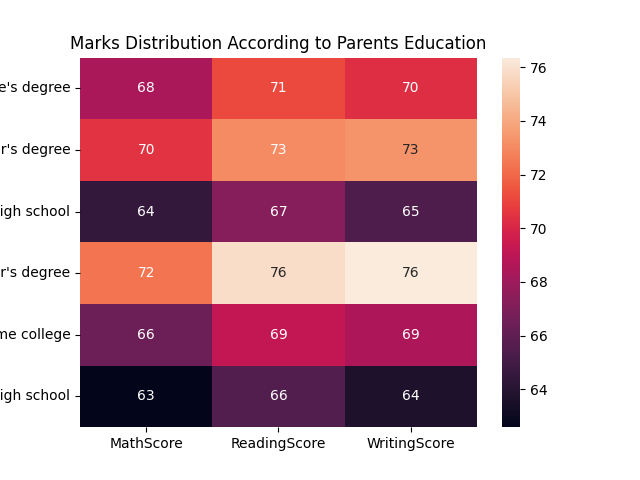 Marks Distribution According to Parents Education
e's degree 68 71 70
r's degree 70 73 73
igh school 64 67 65
r's degree 72 76 76
me college 66 69 69
igh school 63 66 64
MathScore ReadingScore WritingScore
76
74
72
70
68
66
64